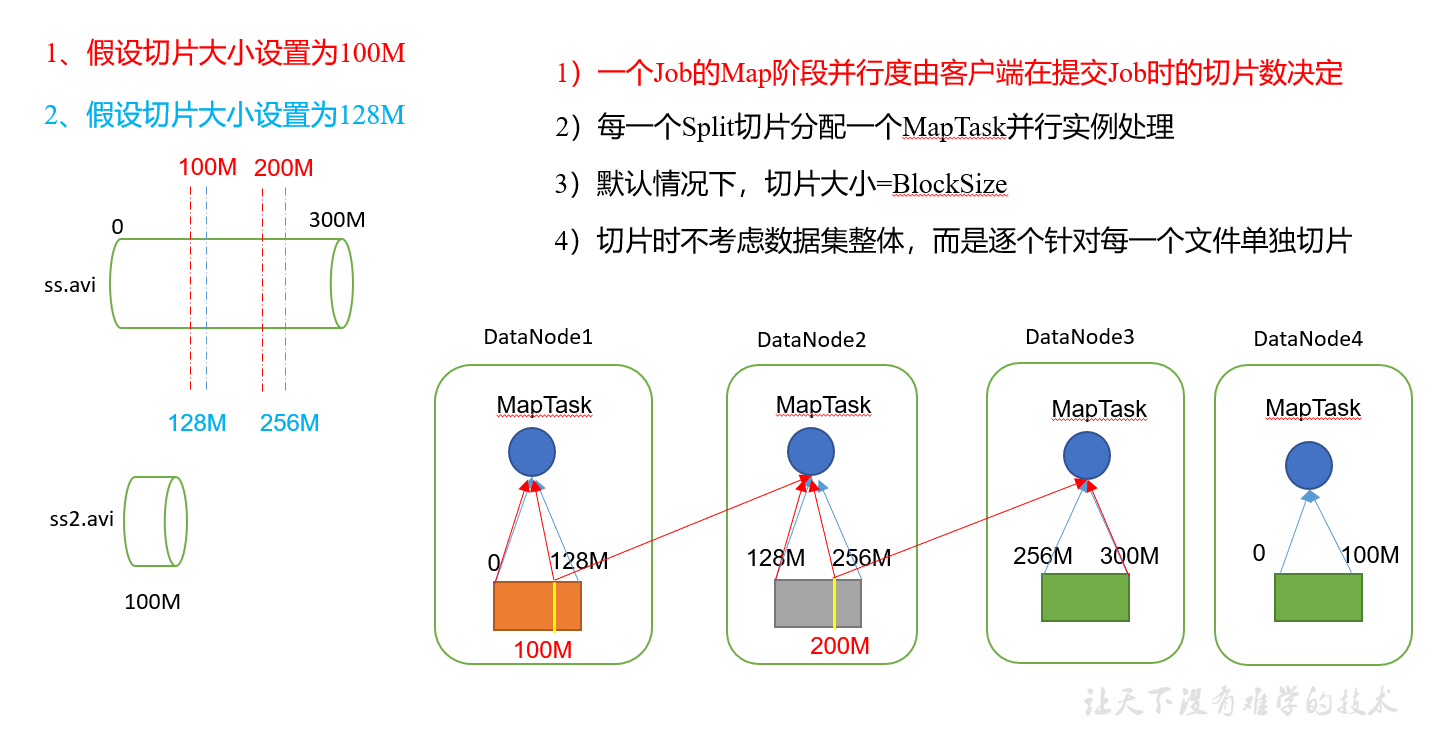 1、假设切片大小设置为100M
2、假设切片大小设置为128M
1）一个Job的Map阶段并行度由客户端在提交Job时的切片数决定
2）每一个Split切片分配一个MapTask并行实例处理
3）默认情况下，切片大小=BlockSize
4）切片时不考虑数据集整体，而是逐个针对每一个文件单独切片
100M 200M
0 300M
ss.avi
128M 256M
ss2.avi
100M
DataNode1
MapTask
0 128M
100M
DataNode2
MapTask
128M 256M
200M
DataNode3
MapTask
256M 300M
DataNode4
MapTask
0 100M
让天下没有难学的技术